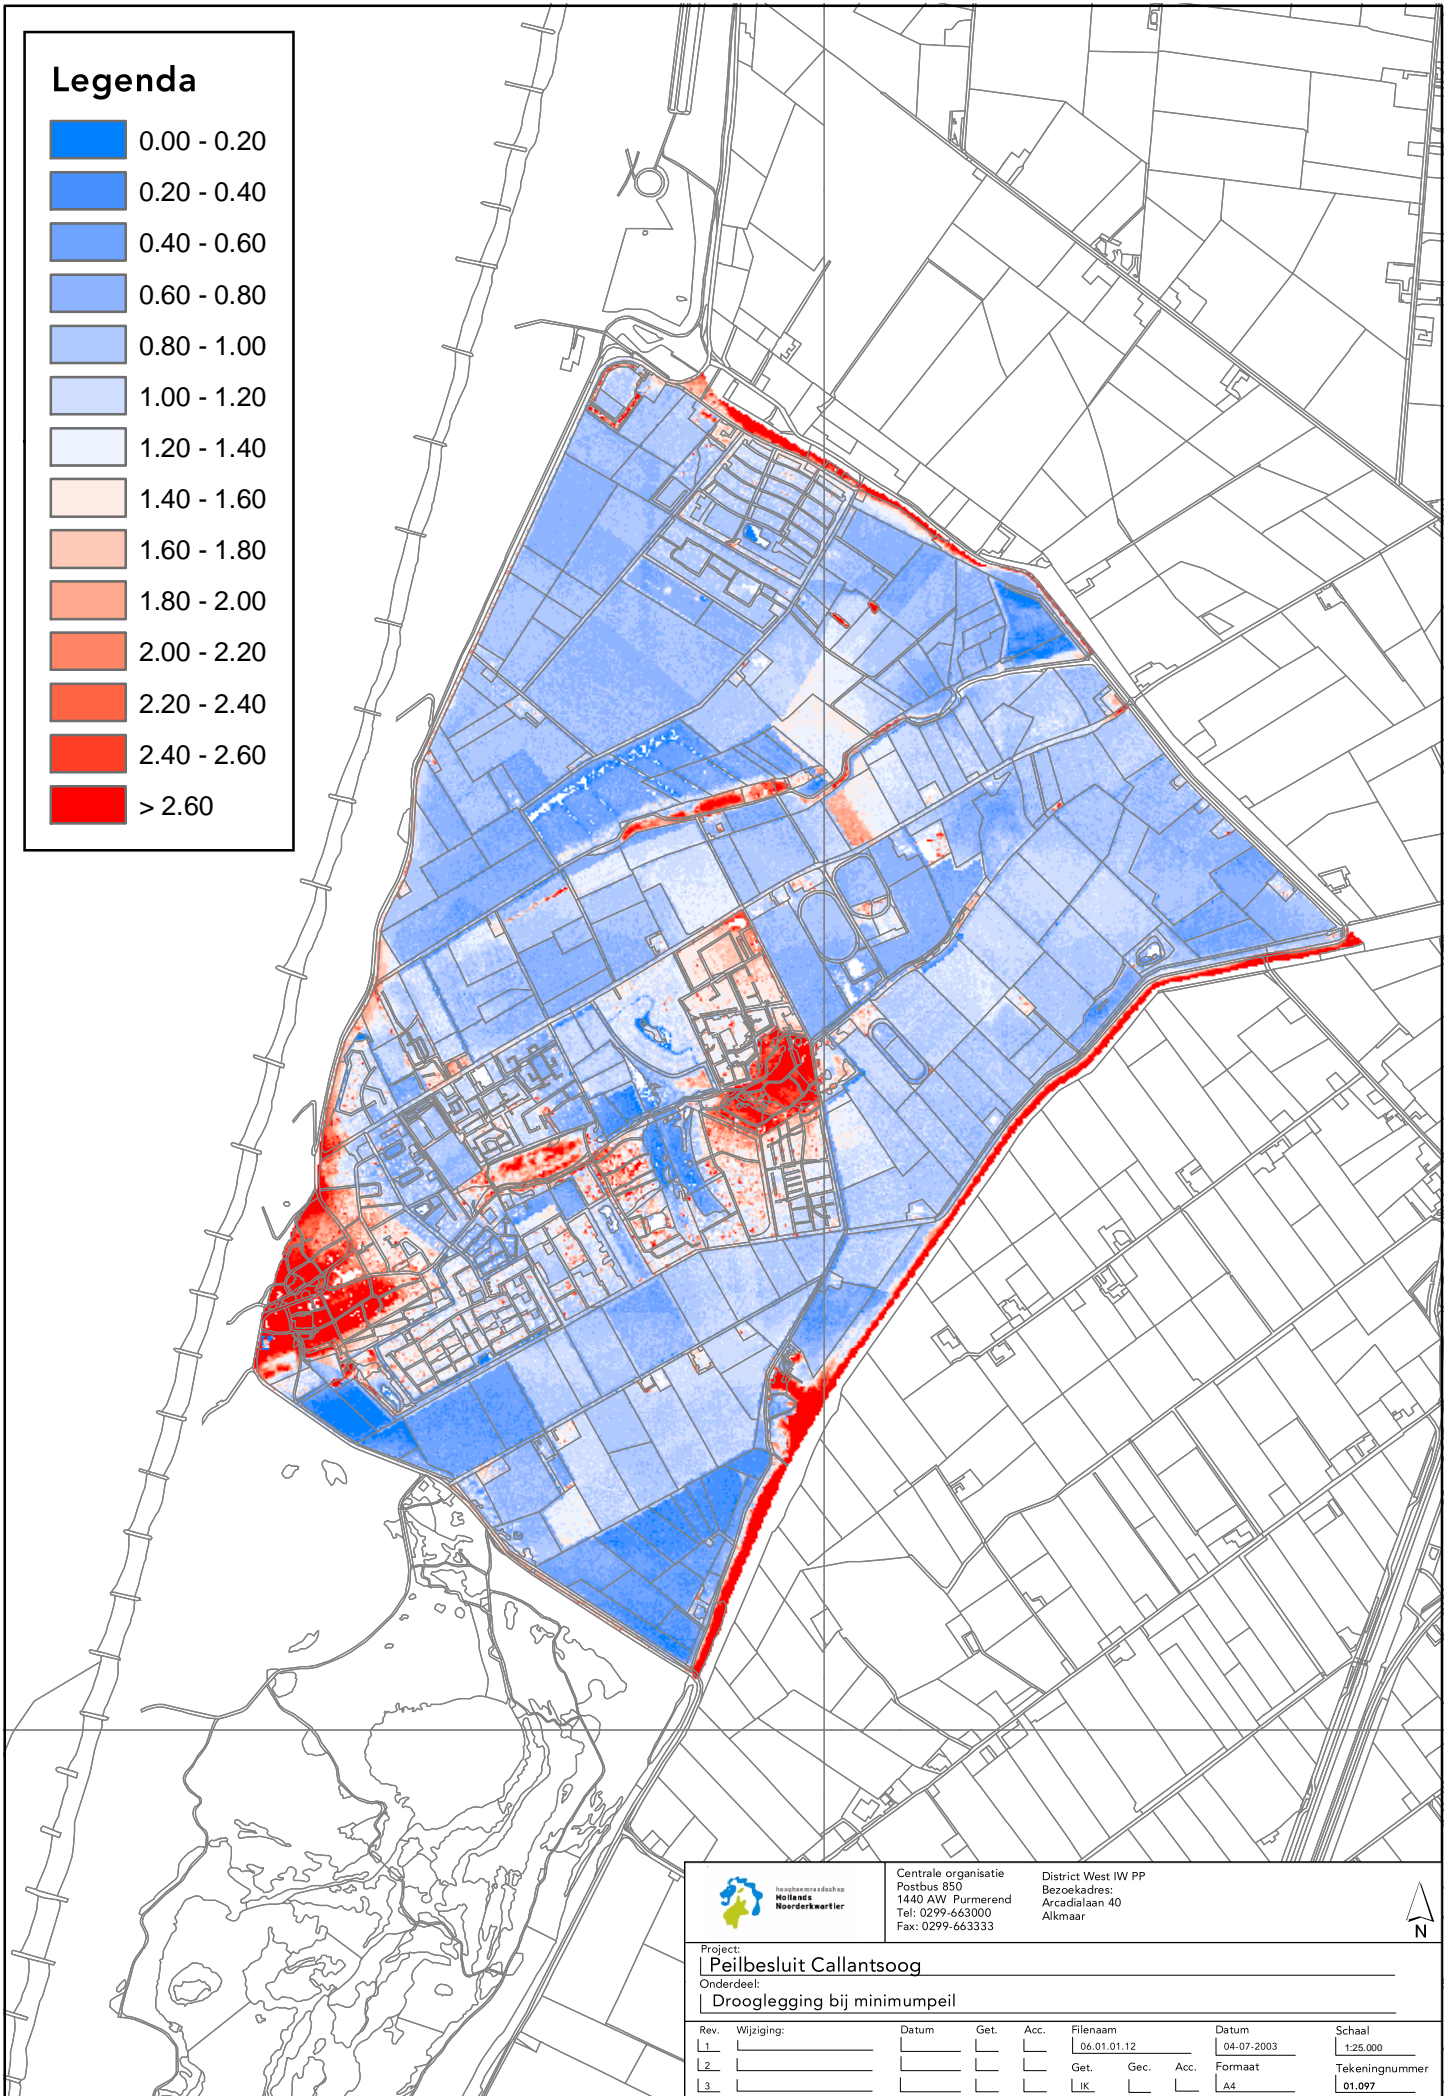 Legenda
0.00 - 0.20
0.20 - 0.40
0.40 - 0.60
0.60 - 0.80
0.80 - 1.00
1.00 - 1.20
1.20 - 1.40
1.40 - 1.60
1.60 - 1.80
1.80 - 2.00
2.00 - 2.20
2.20 - 2.40
2.40 - 2.60
> 2.60
hoogheemraadschap
Hollands
Noorderkwartier
Centrale organisatie
Postbus 850
1440 AW Purmerend
Tel: 0299-663000
Fax: 0299-663333
District West IW PP
Bezoekadres:
Arcadialaan 40
Alkmaar
N
Project:
Peilbesluit Callantsoog
Onderdeel:
Drooglegging bij minimumpeil
Rev. Wijziging: Datum Get. Acc. Filenaam Datum Schaal
1 06.01.01.12 04-07-2003 1:25.000
2 Get. Gec. Acc. Formaat Tekeningnummer
3 IK A4 01.097